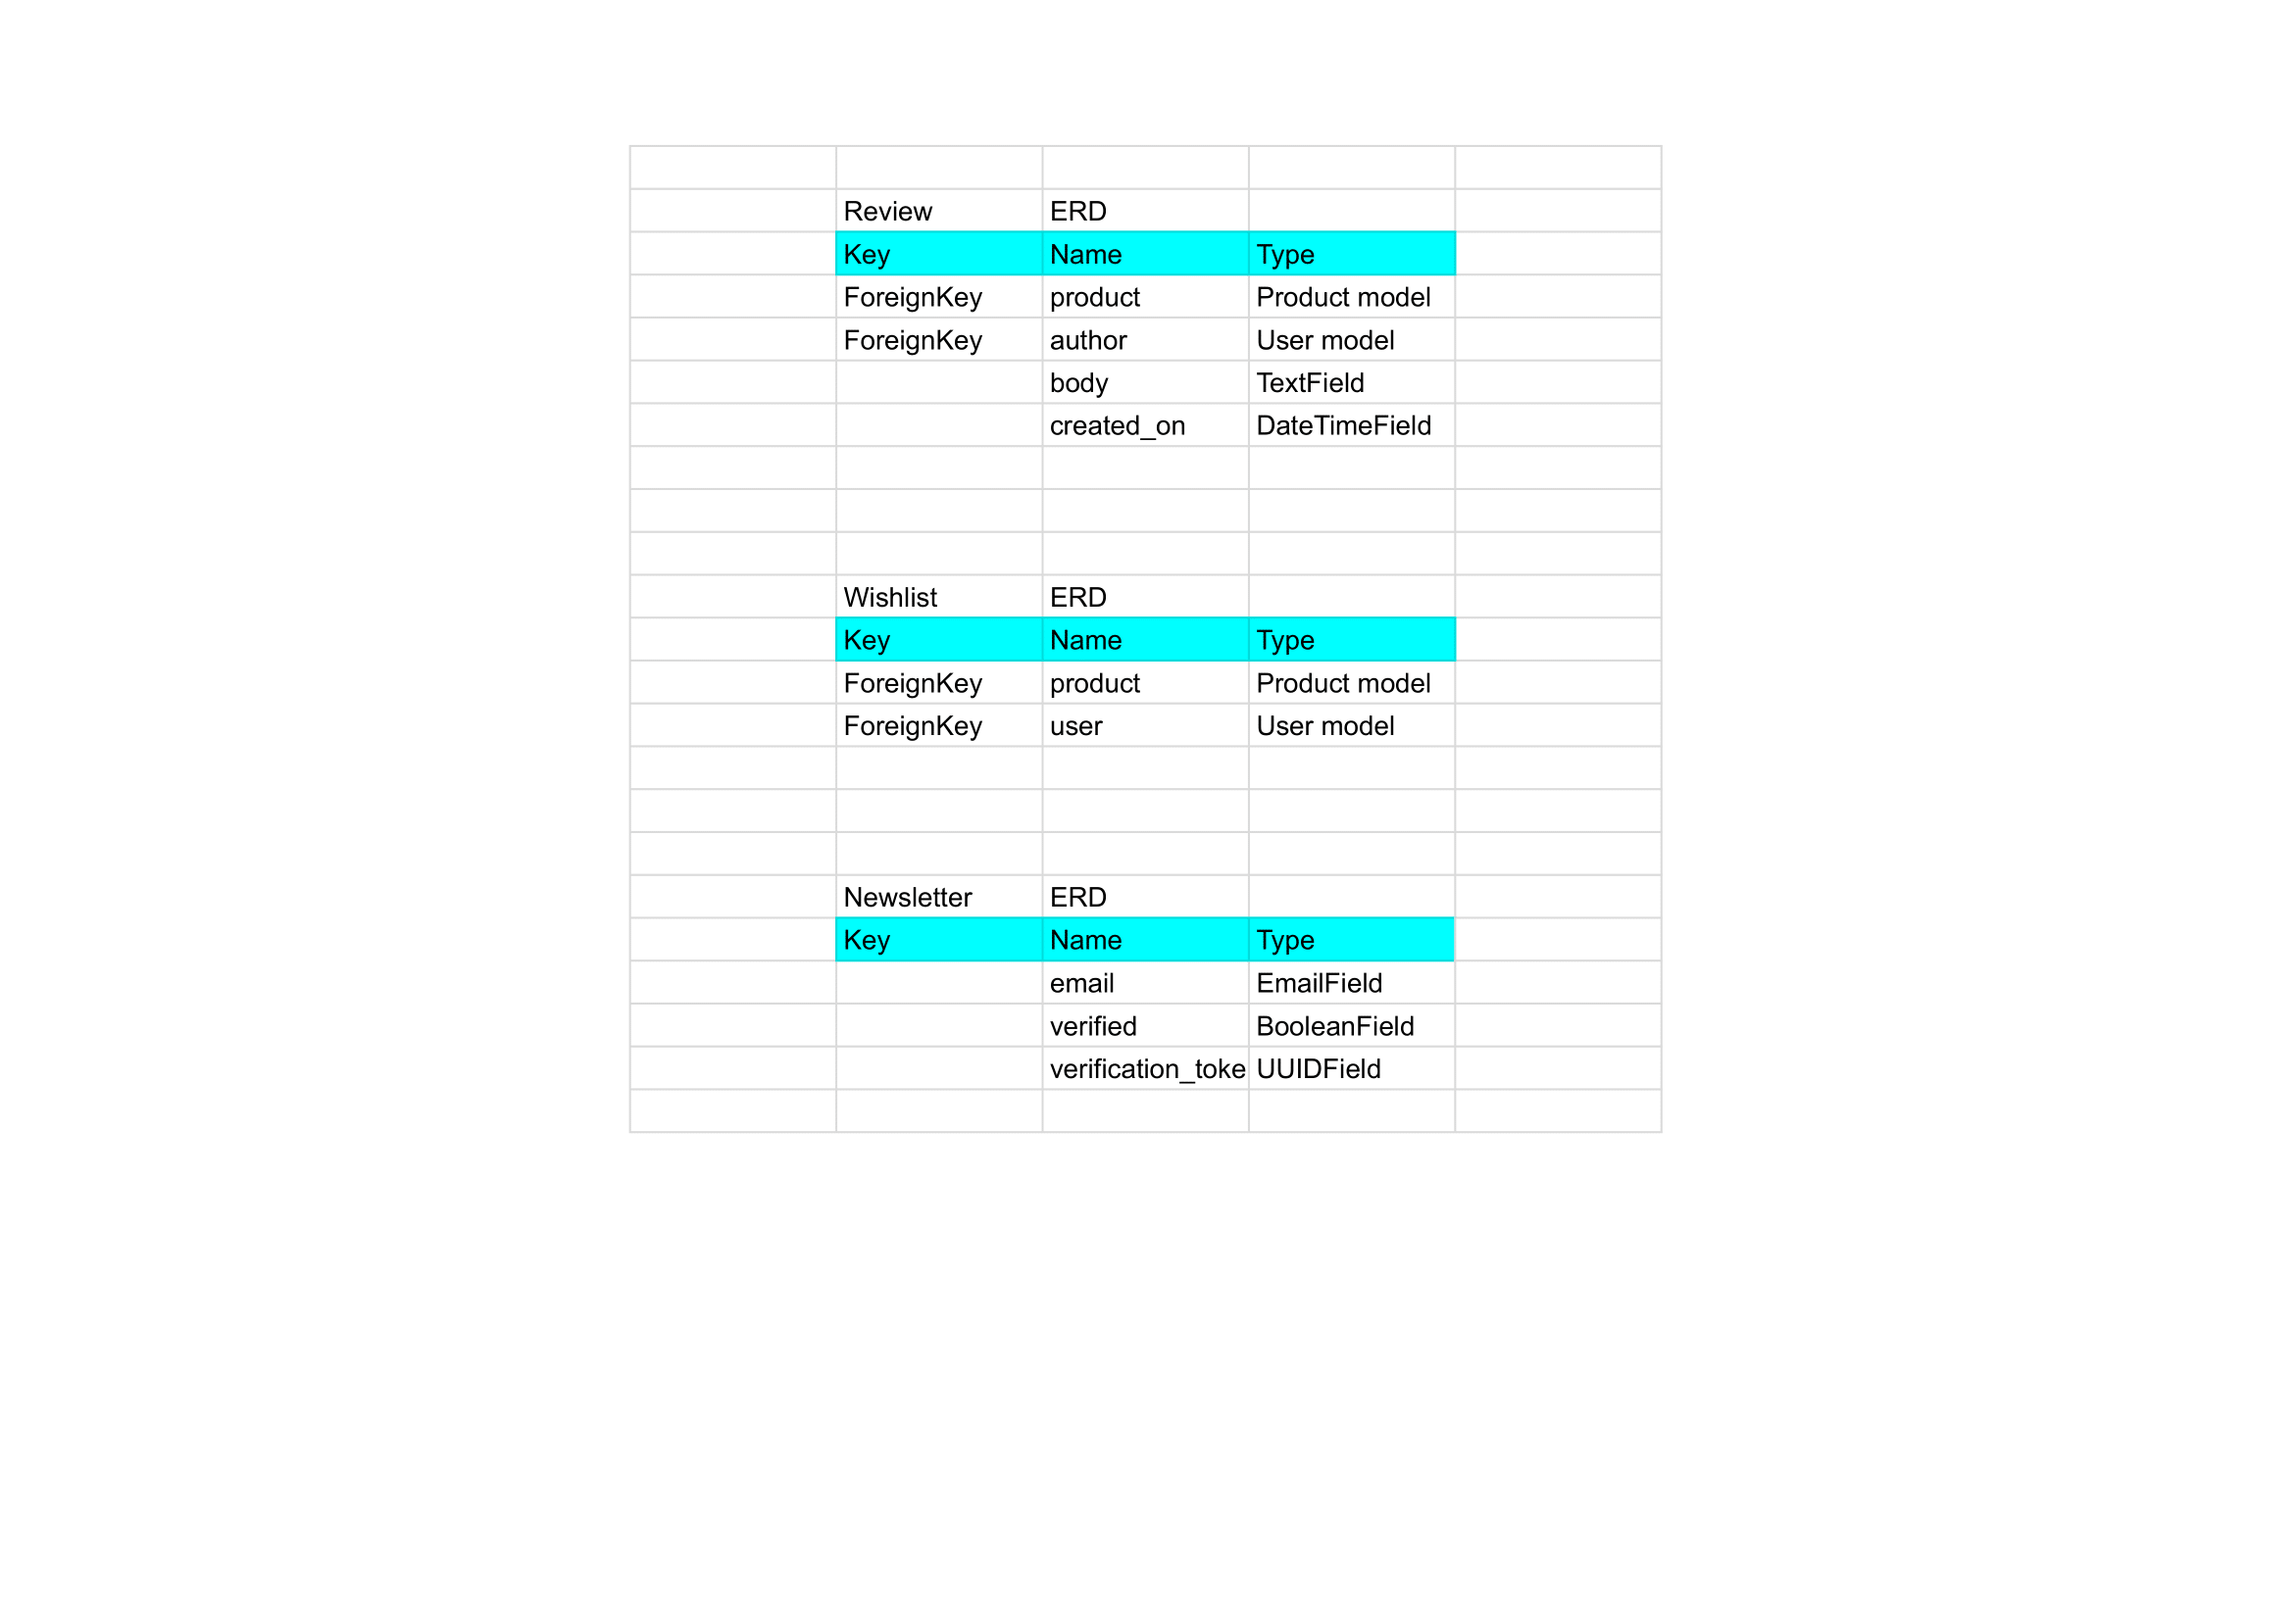 Review ERD
Key Name Type
ForeignKey product Product model
ForeignKey author User model
body TextField
created_on DateTimeField
Wishlist ERD
Key Name Type
ForeignKey product Product model
ForeignKey user User model
Newsletter ERD
Key Name Type
email EmailField
verified BooleanField
verification_toke UUIDField